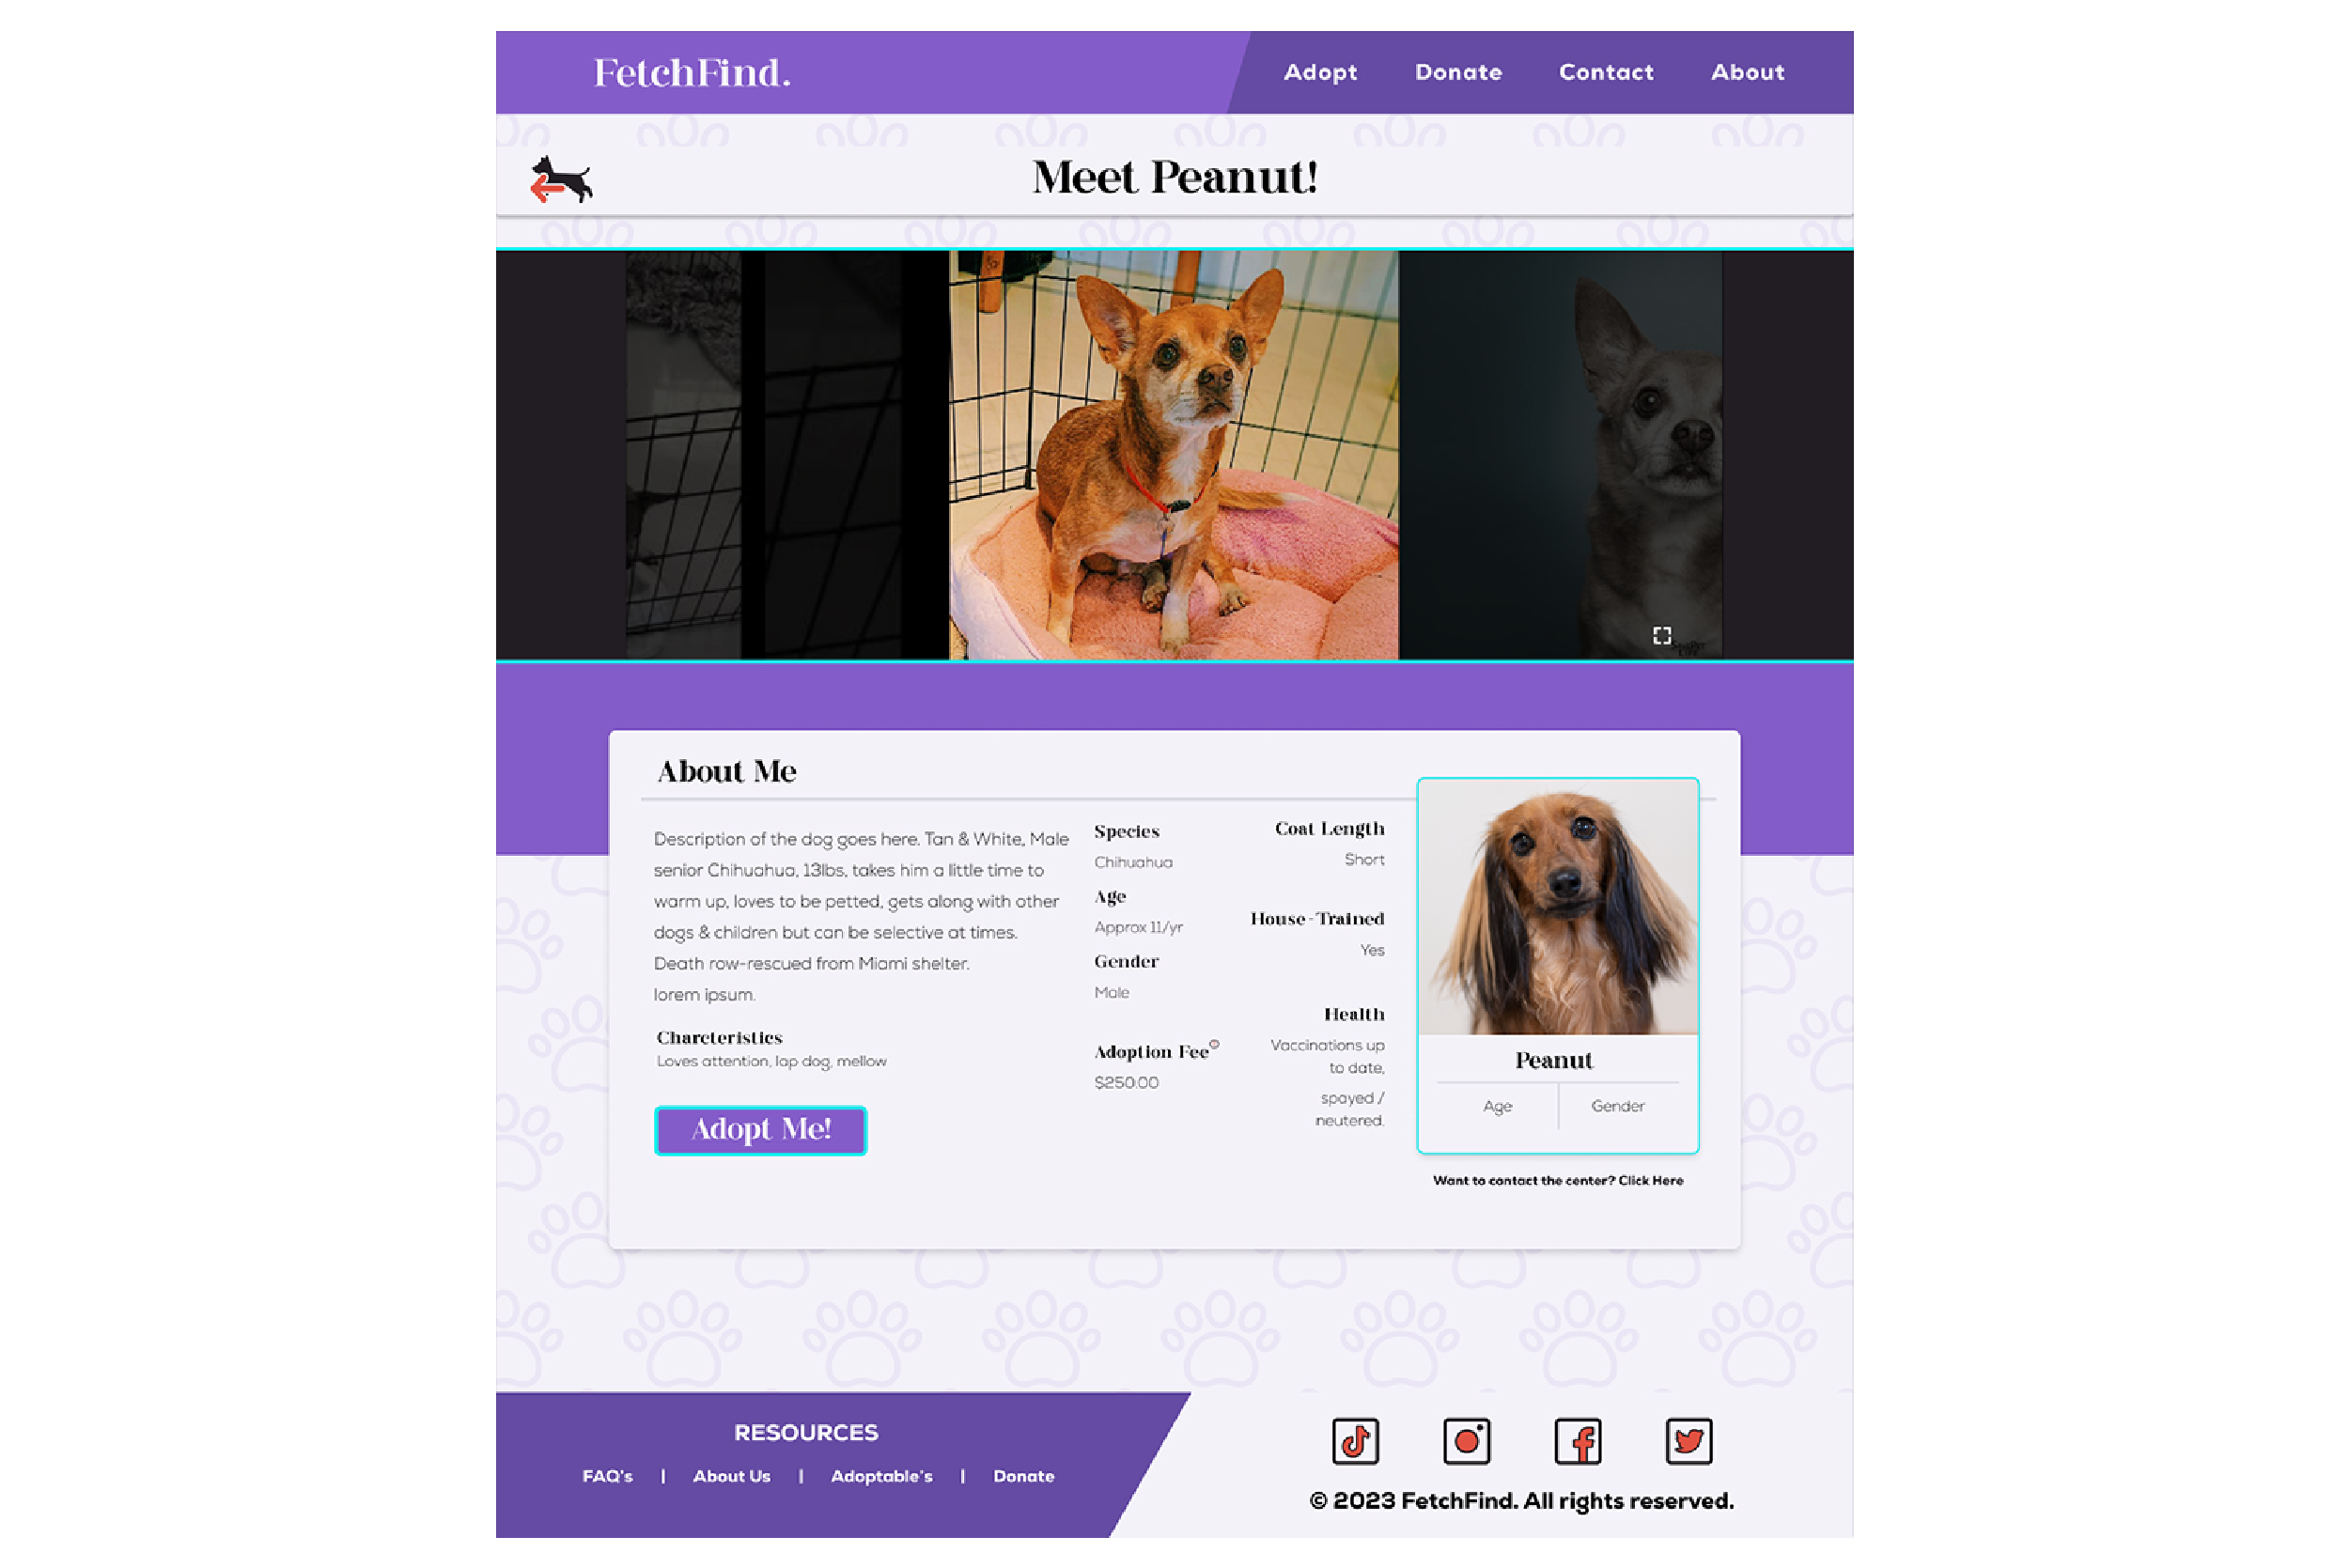 FetchFind.
Adopt Donate Contact About
Meet Peanut!
About Me
Description of the dog goes here. Tan & White, Male
senior Chihuahua, 13lbs, takes him a little time to
warm up, loves to be petted, gets along with other
dogs & children but can be selective at times.
Death row-rescued from Miami shelter.
lorem ipsum.
Charcteristics
Loves attention, lap dog, mellow
Adopt Me!
Species
Chihuahua
Age
Approx 11/yr
Gender
Male
Adoption Fee
$250.00
Coat Length
Short
House-Trained
Yes
Health
Vaccinations up
to date,
spayed /
neutered.
Peanut
Age Gender
Want to contact the center? Click Here
RESOURCES
FAQ's | About Us | Adoptable's | Donate
© 2023 FetchFind. All rights reserved.